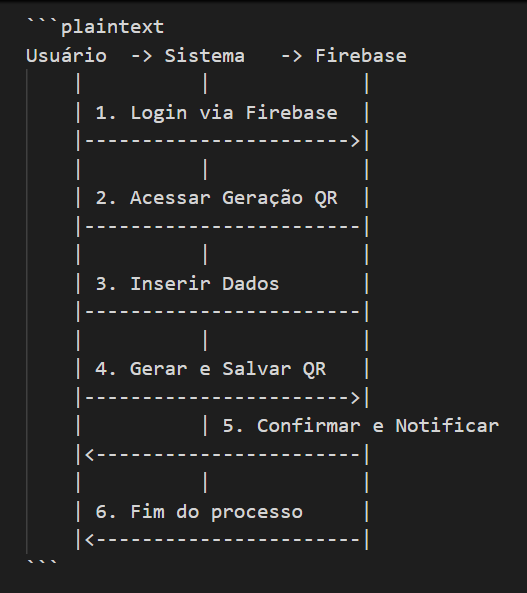 ```plaintext
Usuário  -> Sistema   -> Firebase
    |          |             |
    | 1. Login via Firebase  |
    |----------------------->|
    |          |             |
    | 2. Acessar Geração QR  |
    |------------------------|
    |          |             |
    | 3. Inserir Dados       |
    |------------------------|
    |          |             |
    | 4. Gerar e Salvar QR   |
    |----------------------->|
    |          | 5. Confirmar e Notificar
    |<-----------------------|
    |          |             |
    | 6. Fim do processo     |
    |<-----------------------|
```